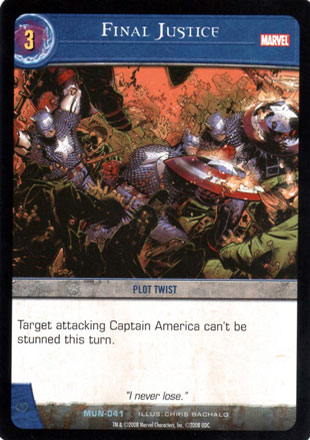 3
FINAL JUSTICE
MARVEL
PLOT TWIST
Target attacking Captain America can't be
stunned this turn.
"I never lose."
MUN-041 ILLUS: CHRIS BACHALO
TM & ©2008 Marvel Characters, Inc. ©2008 UDC.